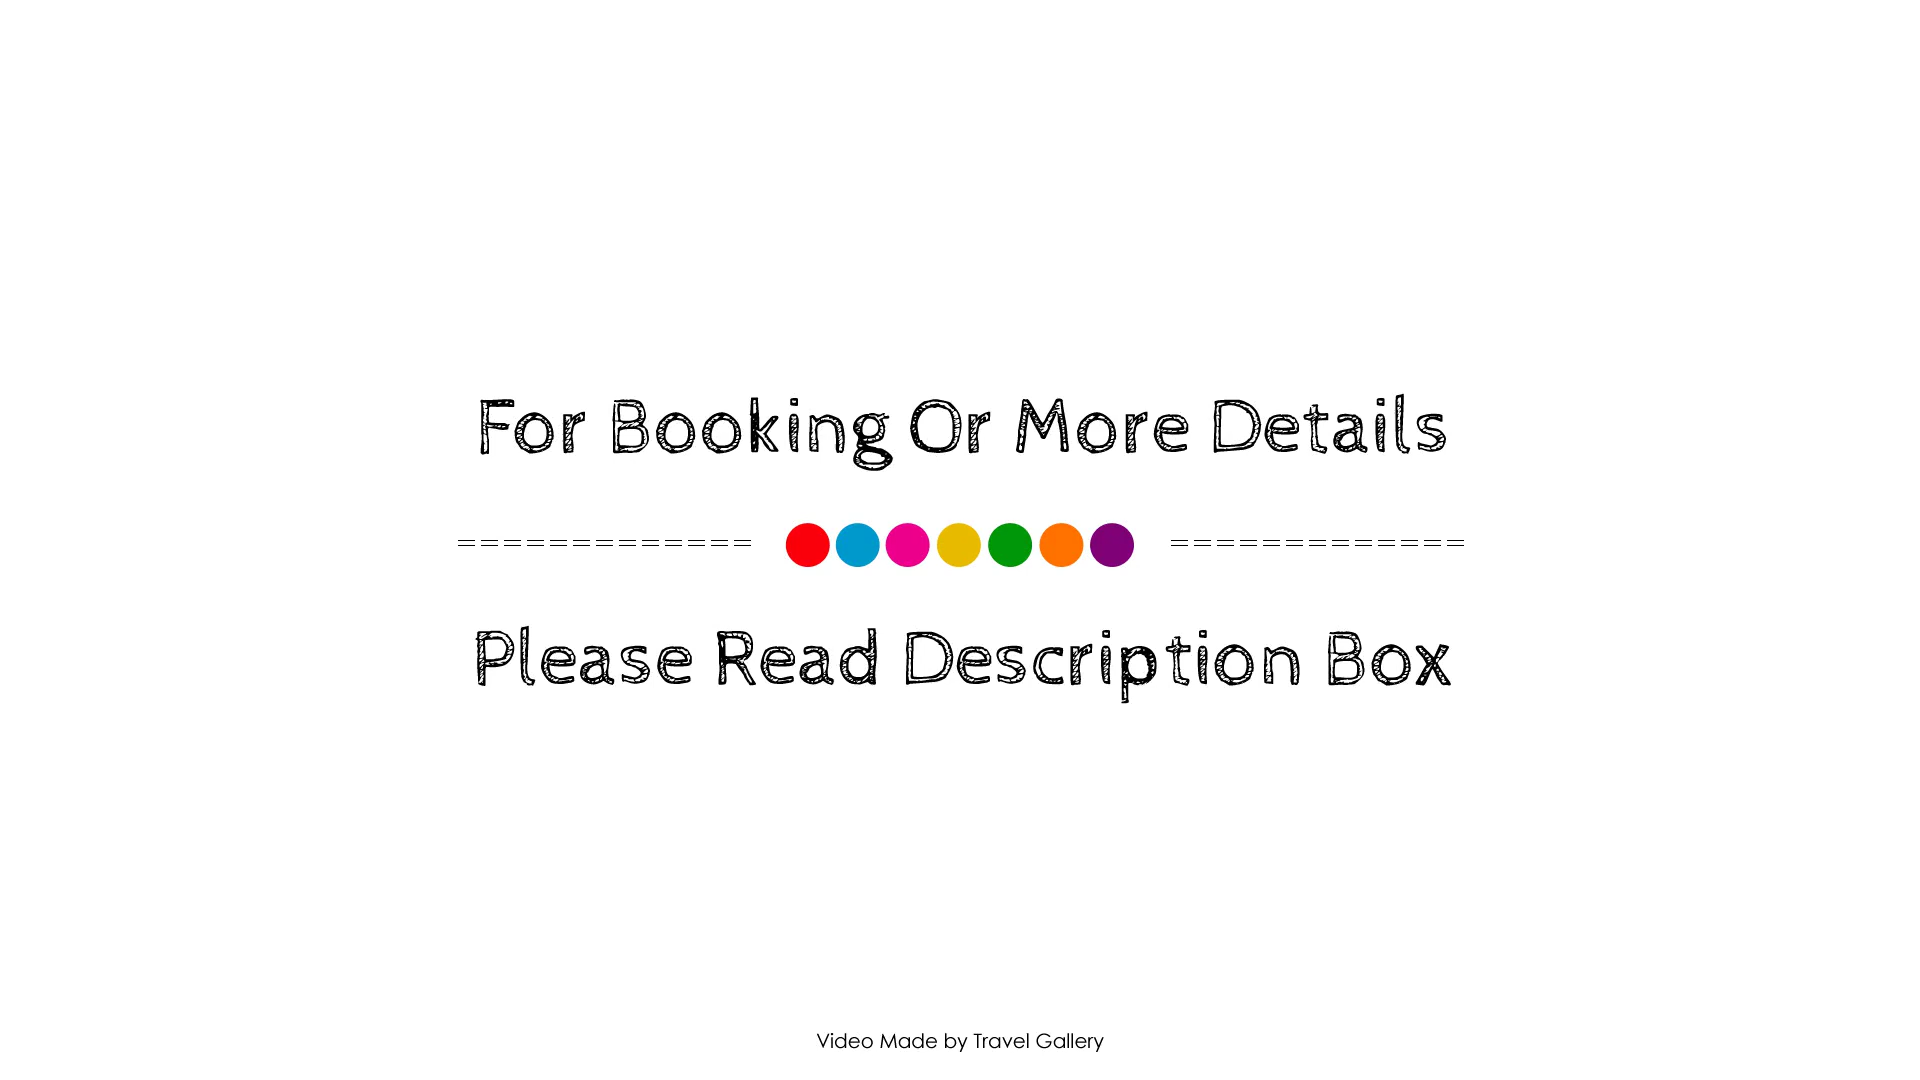 For Booking Or More Details
============= =============
Please Read Description Box
Video Made by Travel Gallery